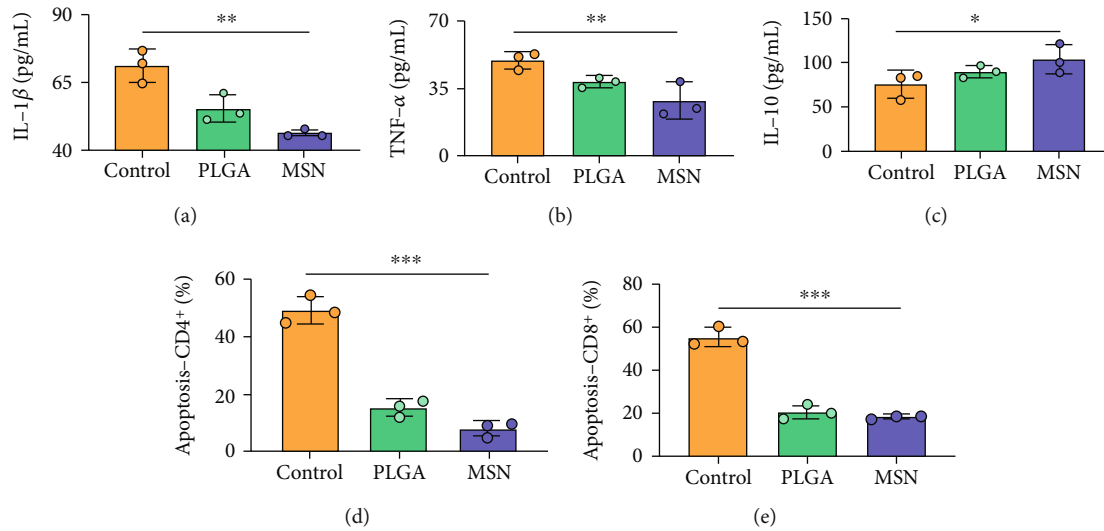 IL–1β (pg/mL)
90
65
40
**
Control PLGA MSN
(a)
TNF–α (pg/mL)
70
35
0
**
Control PLGA MSN
(b)
IL–10 (pg/mL)
150
100
50
0
*
Control PLGA MSN
(c)
Apoptosis–CD4⁺ (%)
60
40
20
0
***
Control PLGA MSN
(d)
Apoptosis–CD8⁺ (%)
80
60
40
20
0
***
Control PLGA MSN
(e)